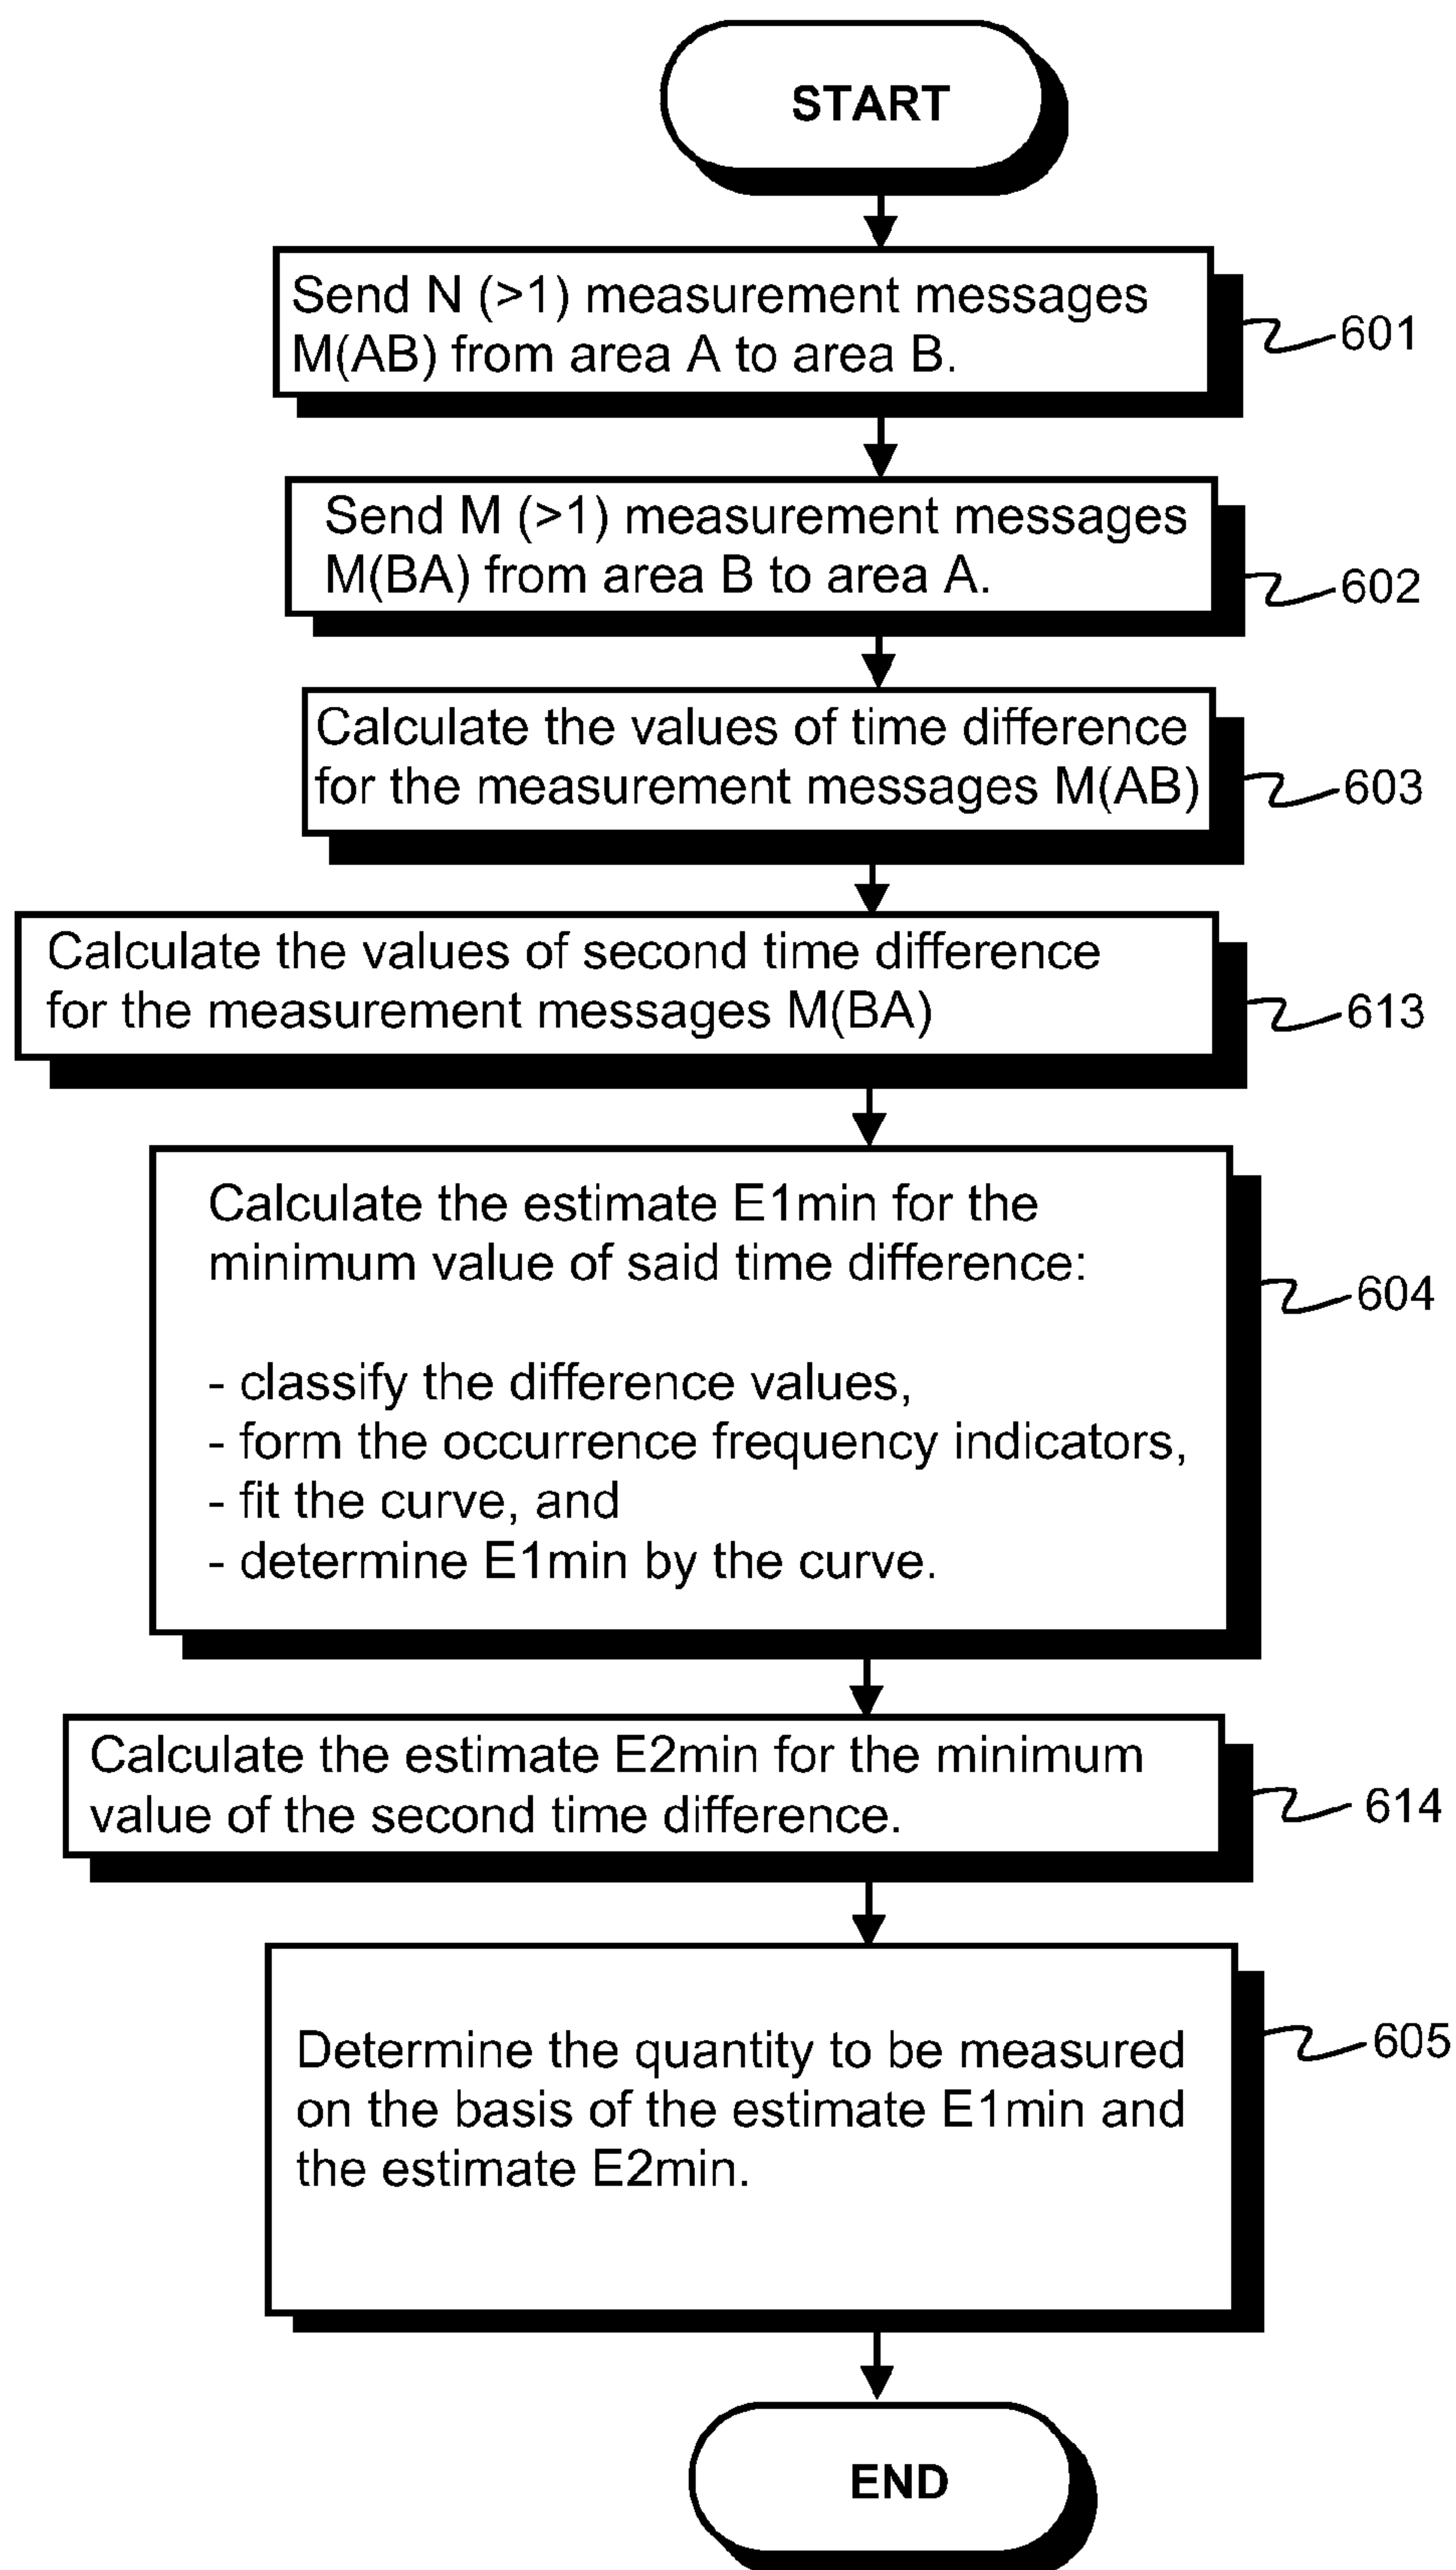 START
Send N (>1) measurement messages
M(AB) from area A to area B.
601
Send M (>1) measurement messages
M(BA) from area B to area A.
602
Calculate the values of time difference
for the measurement messages M(AB)
603
Calculate the values of second time difference
for the measurement messages M(BA)
613
Calculate the estimate E1min for the
minimum value of said time difference:
- classify the difference values,
- form the occurrence frequency indicators,
- fit the curve, and
- determine E1min by the curve.
604
Calculate the estimate E2min for the minimum
value of the second time difference.
614
Determine the quantity to be measured
on the basis of the estimate E1min and
the estimate E2min.
605
END